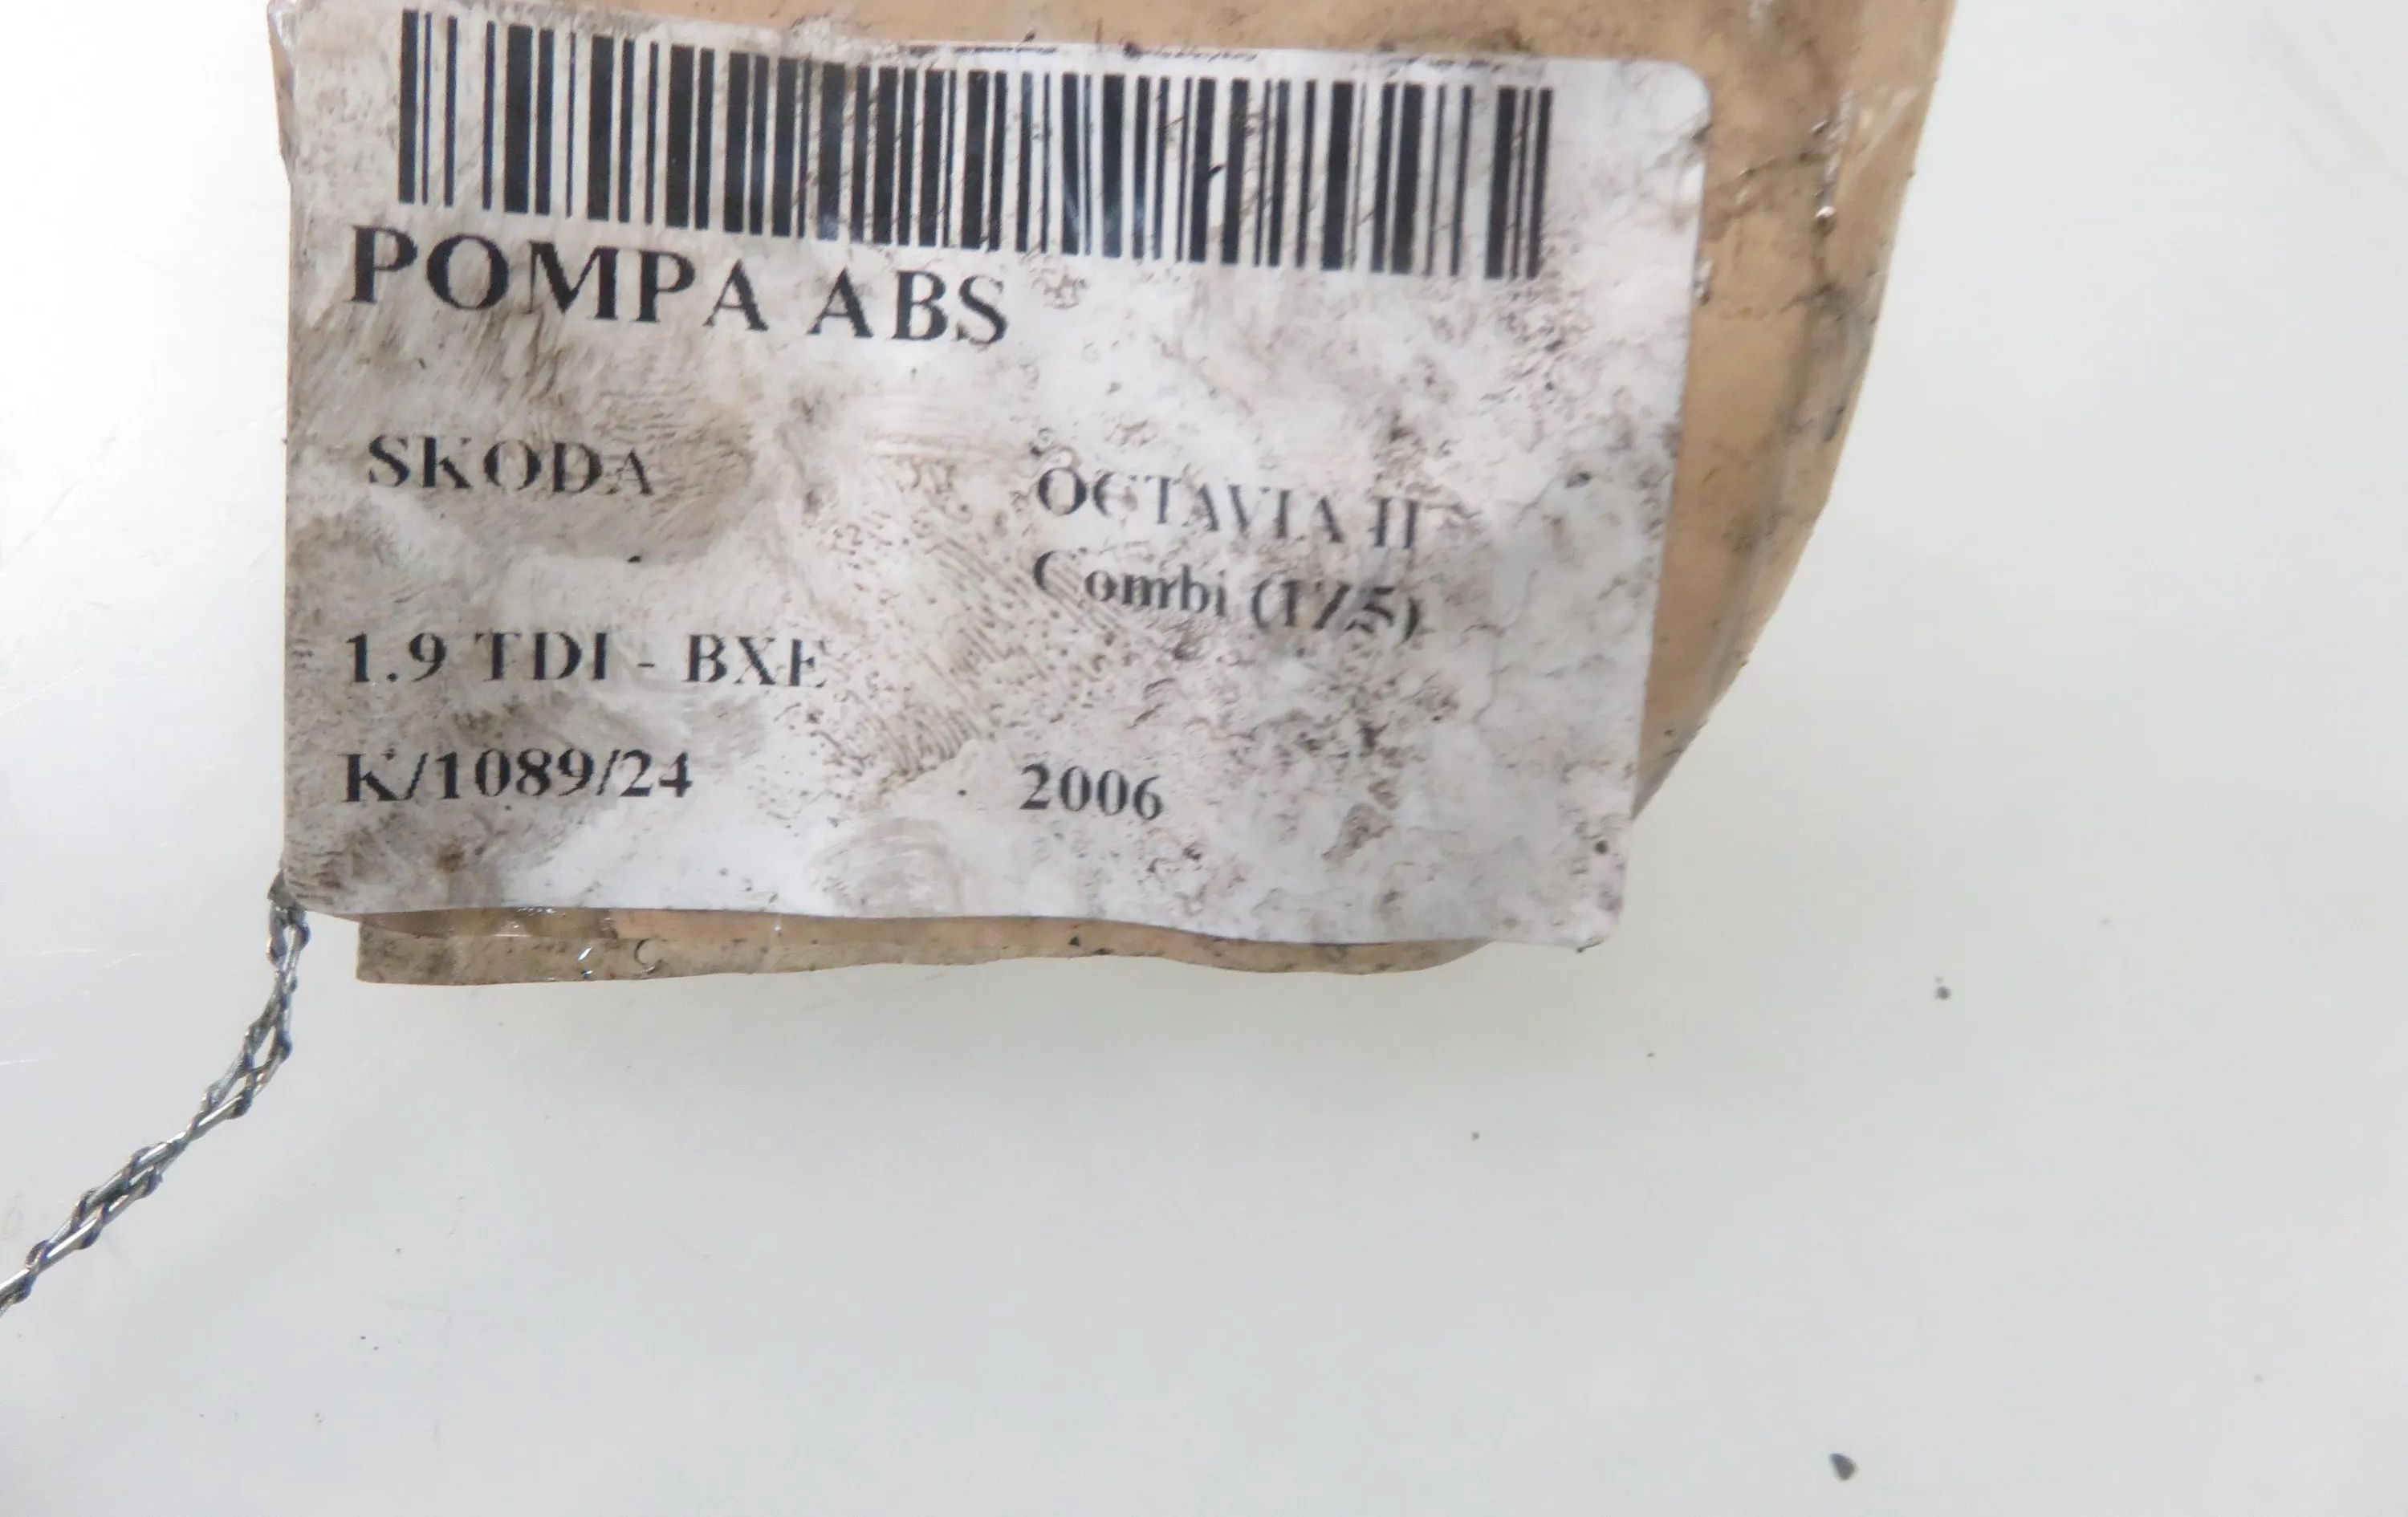 POMPA ABS
SKODA
OCTAVIA II
Combi (1Z5)
1.9 TDI - BXE
K/1089/24
2006